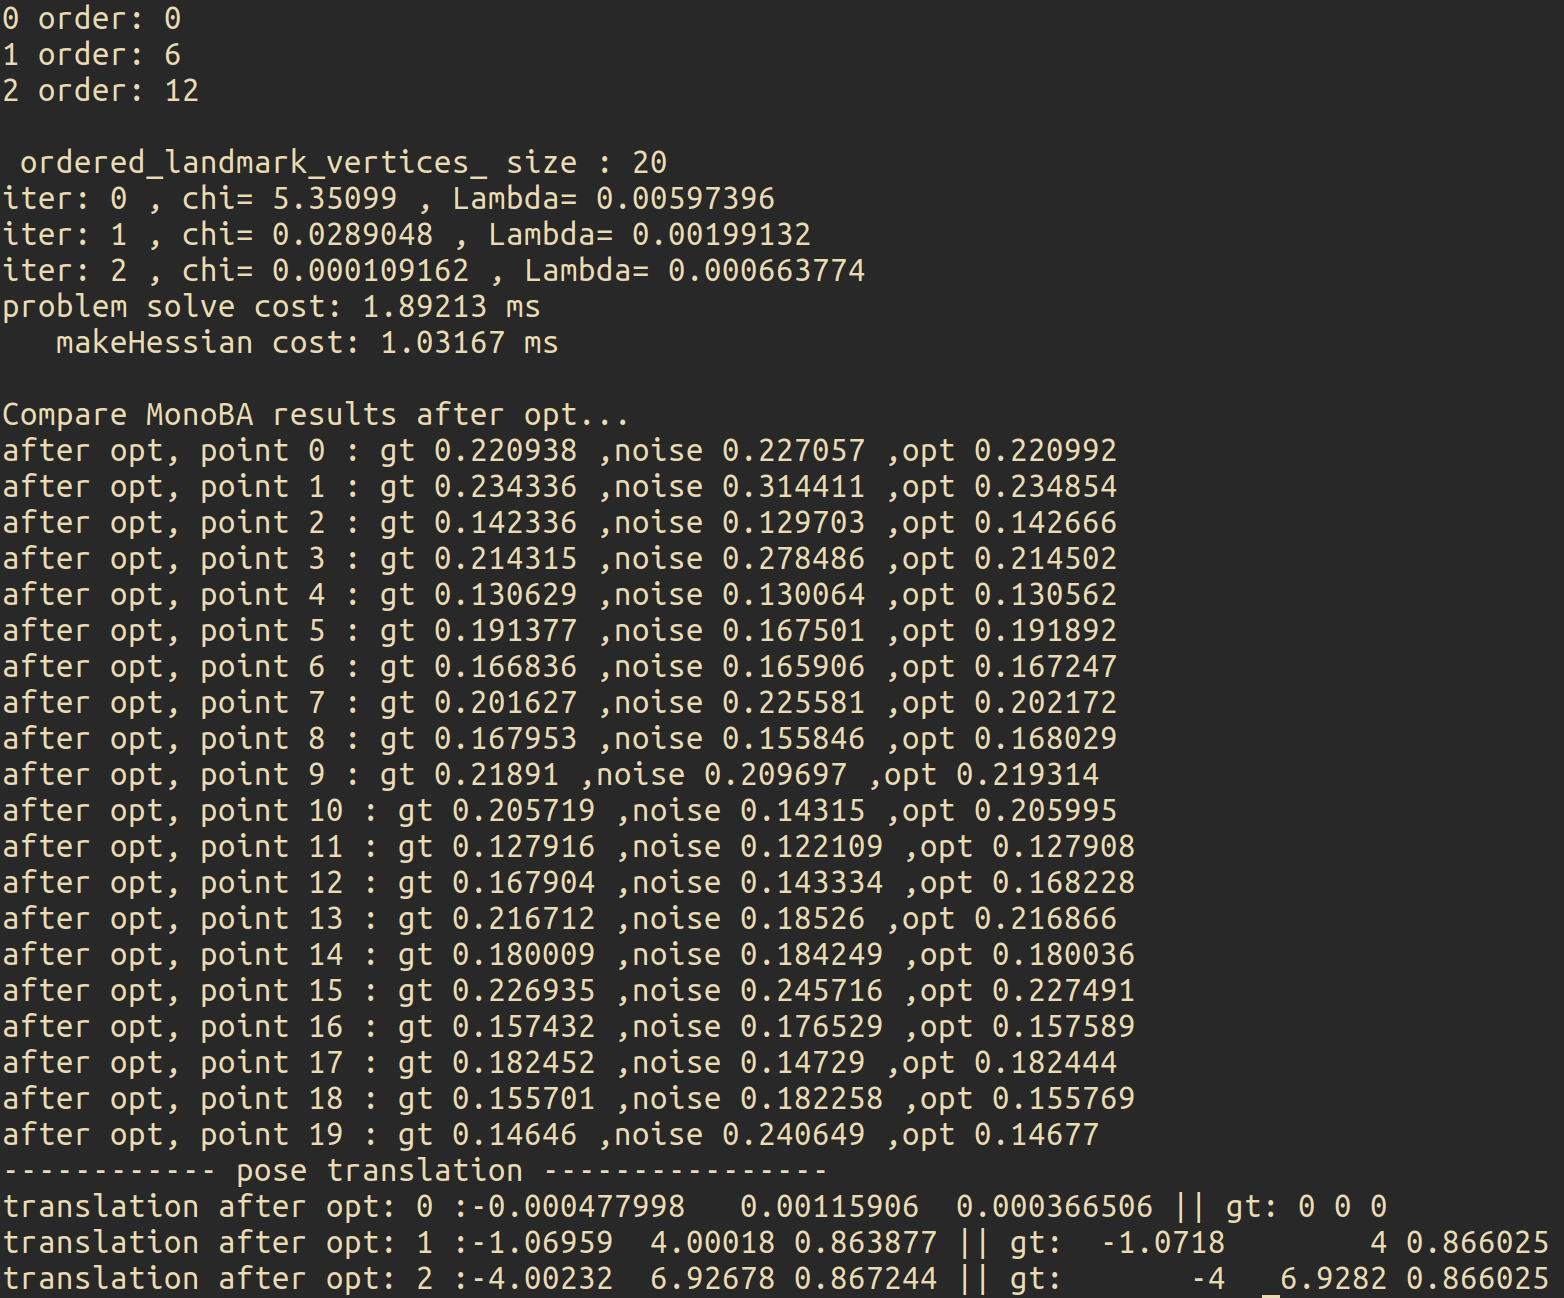 0 order: 0
1 order: 6
2 order: 12
ordered_landmark_vertices_ size : 20
iter: 0 , chi= 5.35099 , Lambda= 0.00597396
iter: 1 , chi= 0.0289048 , Lambda= 0.00199132
iter: 2 , chi= 0.000109162 , Lambda= 0.000663774
problem solve cost: 1.89213 ms
makeHessian cost: 1.03167 ms
Compare MonoBA results after opt...
after opt, point 0 : gt 0.220938 ,noise 0.227057 ,opt 0.220992
after opt, point 1 : gt 0.234336 ,noise 0.314411 ,opt 0.234854
after opt, point 2 : gt 0.142336 ,noise 0.129703 ,opt 0.142666
after opt, point 3 : gt 0.214315 ,noise 0.278486 ,opt 0.214502
after opt, point 4 : gt 0.130629 ,noise 0.130064 ,opt 0.130562
after opt, point 5 : gt 0.191377 ,noise 0.167501 ,opt 0.191892
after opt, point 6 : gt 0.166836 ,noise 0.165906 ,opt 0.167247
after opt, point 7 : gt 0.201627 ,noise 0.225581 ,opt 0.202172
after opt, point 8 : gt 0.167953 ,noise 0.155846 ,opt 0.168029
after opt, point 9 : gt 0.21891 ,noise 0.209697 ,opt 0.219314
after opt, point 10 : gt 0.205719 ,noise 0.14315 ,opt 0.205995
after opt, point 11 : gt 0.127916 ,noise 0.122109 ,opt 0.127908
after opt, point 12 : gt 0.167904 ,noise 0.143334 ,opt 0.168228
after opt, point 13 : gt 0.216712 ,noise 0.18526 ,opt 0.216866
after opt, point 14 : gt 0.180009 ,noise 0.184249 ,opt 0.180036
after opt, point 15 : gt 0.226935 ,noise 0.245716 ,opt 0.227491
after opt, point 16 : gt 0.157432 ,noise 0.176529 ,opt 0.157589
after opt, point 17 : gt 0.182452 ,noise 0.14729 ,opt 0.182444
after opt, point 18 : gt 0.155701 ,noise 0.182258 ,opt 0.155769
after opt, point 19 : gt 0.14646 ,noise 0.240649 ,opt 0.14677
------------ pose translation ----------------
translation after opt: 0 :-0.000477998   0.00115906  0.000366506 || gt: 0 0 0
translation after opt: 1 :-1.06959  4.00018 0.863877 || gt:  -1.0718        4 0.866025
translation after opt: 2 :-4.00232  6.92678 0.867244 || gt:       -4   6.9282 0.866025